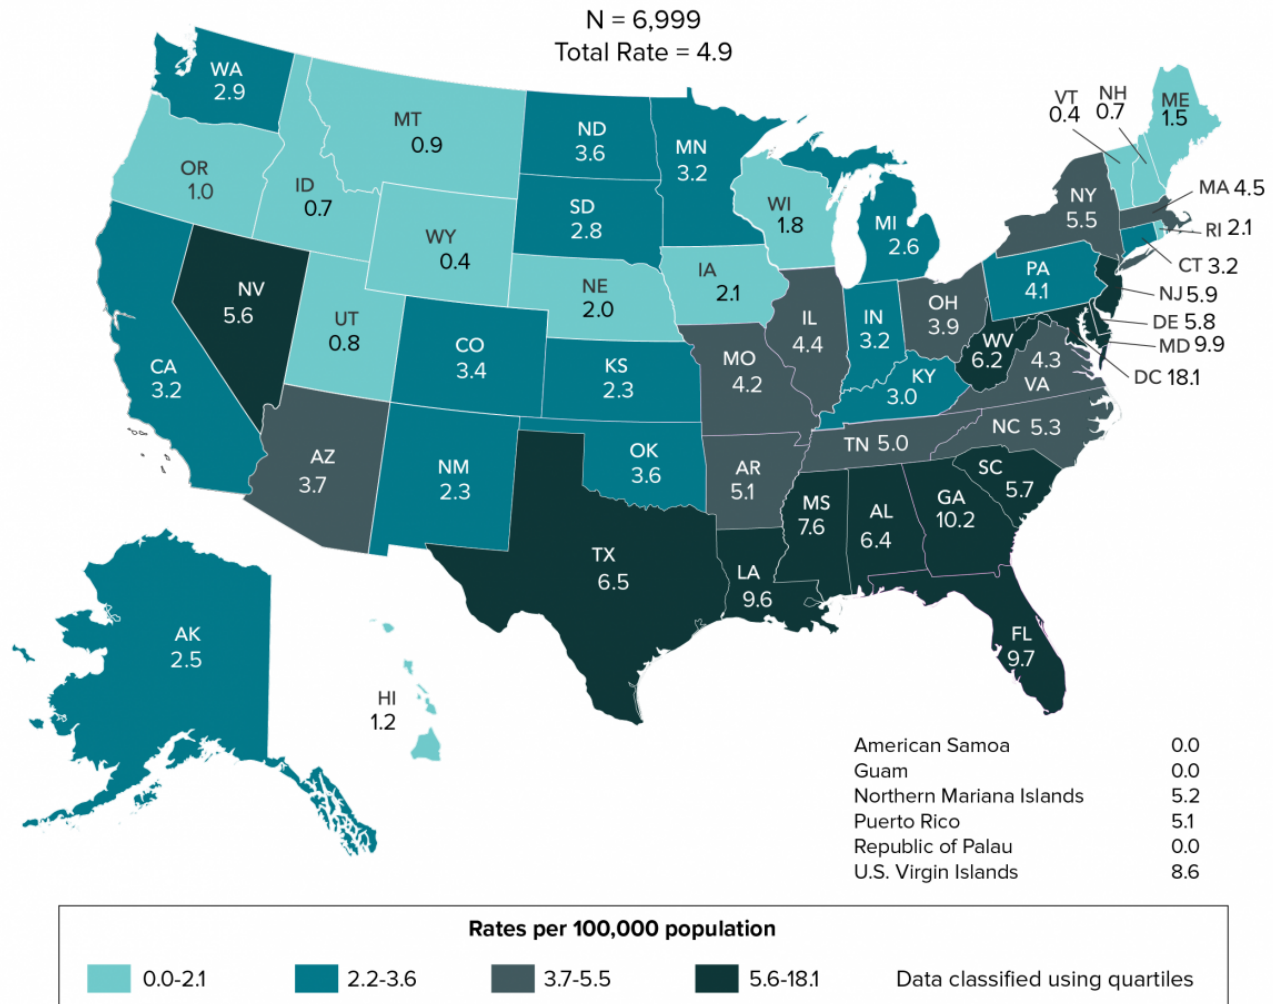 N = 6,999
Total Rate = 4.9
WA
2.9
MT
0.9
ND
3.6
MN
3.2
VT
0.4
NH
0.7
ME
1.5
OR
1.0
ID
0.7
SD
2.8
WI
1.8
MI
2.6
NY
5.5
MA 4.5
RI 2.1
CT 3.2
WY
0.4
IA
2.1
PA
4.1
NJ 5.9
DE 5.8
MD 9.9
DC 18.1
NV
5.6
UT
0.8
NE
2.0
IL
4.4
IN
3.2
OH
3.9
WV
6.2
4.3
VA
CA
3.2
CO
3.4
KS
2.3
MO
4.2
KY
3.0
AZ
3.7
NM
2.3
OK
3.6
AR
5.1
TN 5.0
NC 5.3
SC
5.7
TX
6.5
LA
9.6
MS
7.6
AL
6.4
GA
10.2
FL
9.7
AK
2.5
HI
1.2
American Samoa 0.0
Guam 0.0
Northern Mariana Islands 5.2
Puerto Rico 5.1
Republic of Palau 0.0
U.S. Virgin Islands 8.6
Rates per 100,000 population
0.0-2.1 2.2-3.6 3.7-5.5 5.6-18.1 Data classified using quartiles